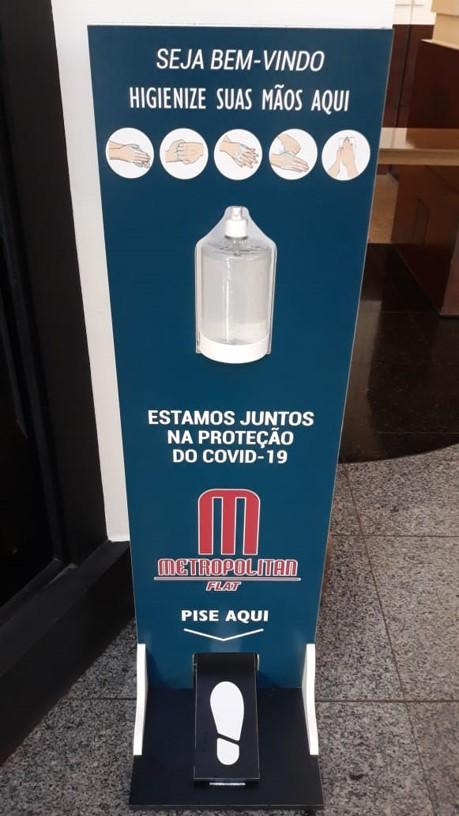 SEJA BEM-VINDO
HIGIENIZE SUAS MÃOS AQUI
ESTAMOS JUNTOS
NA PROTEÇÃO
DO COVID-19
M
METROPOLITAN
FLAT
PISE AQUI